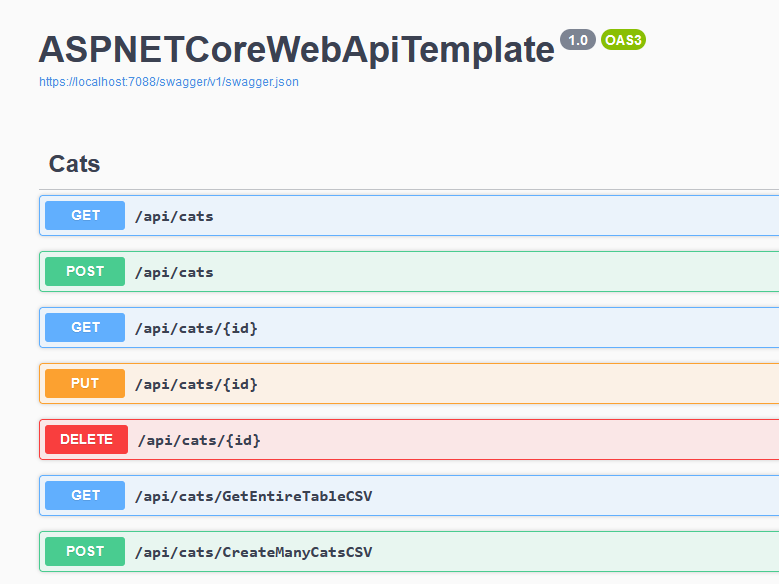 ASPNETCoreWebApiTemplate 1.0 OAS3
https://localhost:7088/swagger/v1/swagger.json
Cats
GET /api/cats
POST /api/cats
GET /api/cats/{id}
PUT /api/cats/{id}
DELETE /api/cats/{id}
GET /api/cats/GetEntireTableCSV
POST /api/cats/CreateManyCatsCSV